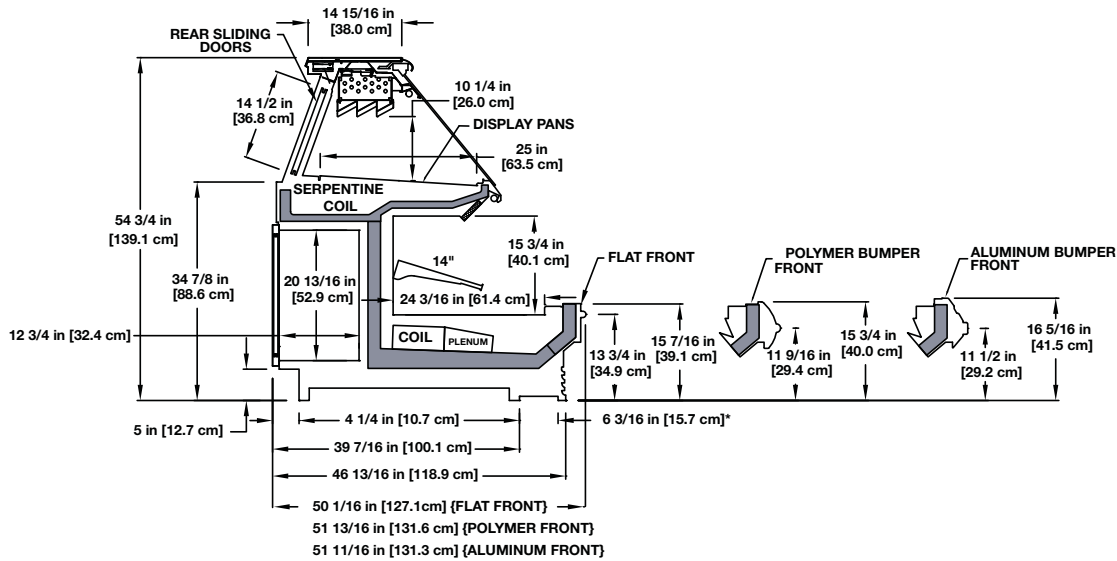 14 15/16 in
[38.0 cm]
REAR SLIDING
DOORS
14 1/2 in
[36.8 cm]
10 1/4 in
[26.0 cm]
DISPLAY PANS
25 in
[63.5 cm]
SERPENTINE
COIL
54 3/4 in
[139.1 cm]
34 7/8 in
[88.6 cm]
20 13/16 in
[52.9 cm]
14"
15 3/4 in
[40.1 cm]
24 3/16 in [61.4 cm]
FLAT FRONT
POLYMER BUMPER
FRONT
ALUMINUM BUMPER
FRONT
12 3/4 in [32.4 cm]
COIL
PLENUM
13 3/4 in
[34.9 cm]
15 7/16 in
[39.1 cm]
11 9/16 in
[29.4 cm]
15 3/4 in
[40.0 cm]
11 1/2 in
[29.2 cm]
16 5/16 in
[41.5 cm]
5 in [12.7 cm]
4 1/4 in [10.7 cm]
6 3/16 in [15.7 cm]*
39 7/16 in [100.1 cm]
46 13/16 in [118.9 cm]
50 1/16 in [127.1cm] {FLAT FRONT}
51 13/16 in [131.6 cm] {POLYMER FRONT}
51 11/16 in [131.3 cm] {ALUMINUM FRONT}